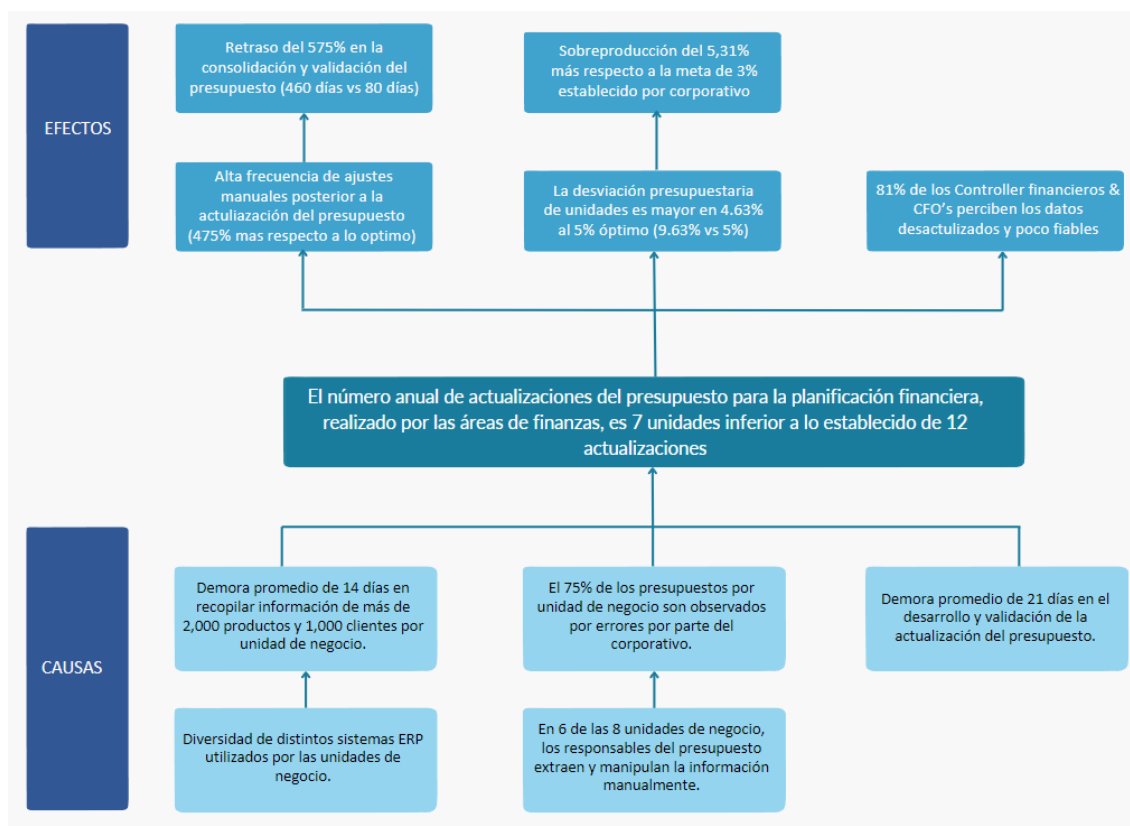 EFECTOS
Retraso del 575% en la
consolidación y validación del
presupuesto (460 días vs 80 días)
Sobreproducción del 5,31%
más respecto a la meta de 3%
establecido por corporativo
Alta frecuencia de ajustes
manuales posterior a la
actuliazación del presupuesto
(475% mas respecto a lo optimo)
La desviación presupuestaria
de unidades es mayor en 4.63%
al 5% óptimo (9.63% vs 5%)
81% de los Controller financieros &
CFO's perciben los datos
desactulizados y poco fiables
El número anual de actualizaciones del presupuesto para la planificación financiera,
realizado por las áreas de finanzas, es 7 unidades inferior a lo establecido de 12
actualizaciones
CAUSAS
Demora promedio de 14 días en
recopilar información de más de
2,000 productos y 1,000 clientes por
unidad de negocio.
El 75% de los presupuestos por
unidad de negocio son observados
por errores por parte del
corporativo.
Demora promedio de 21 días en el
desarrollo y validación de la
actualización del presupuesto.
Diversidad de distintos sistemas ERP
utilizados por las unidades de
negocio.
En 6 de las 8 unidades de negocio,
los responsables del presupuesto
extraen y manipulan la información
manualmente.